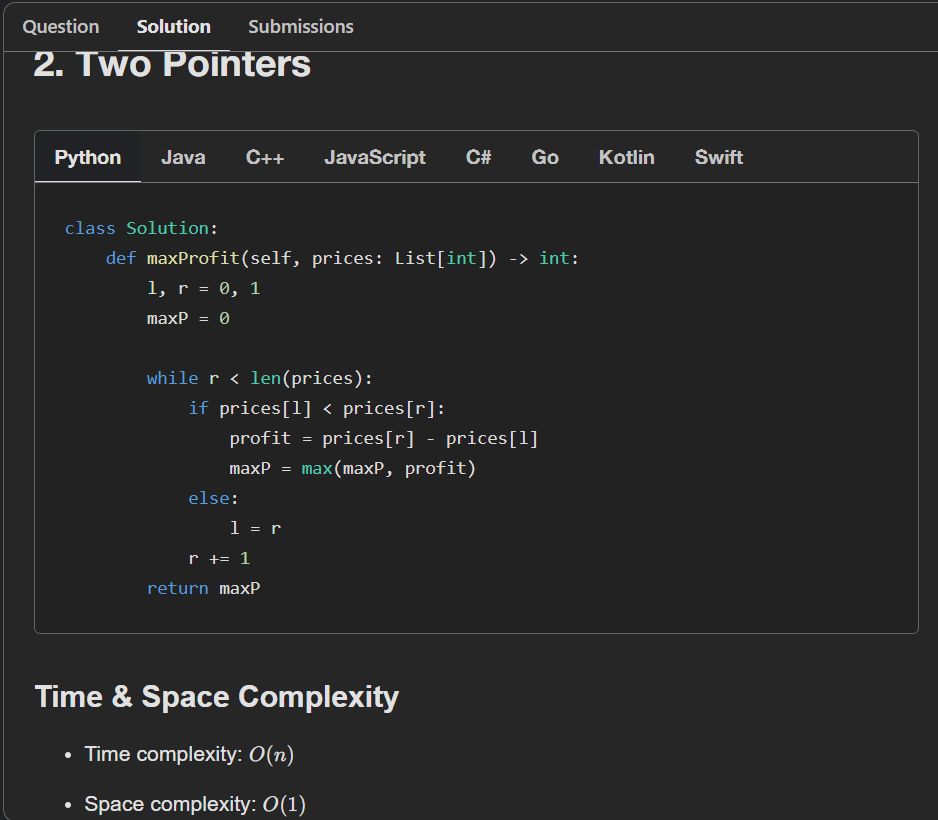 Question Solution Submissions
2. Two Pointers
Python Java C++ JavaScript C# Go Kotlin Swift
class Solution:
    def maxProfit(self, prices: List[int]) -> int:
        l, r = 0, 1
        maxP = 0

        while r < len(prices):
            if prices[l] < prices[r]:
                profit = prices[r] - prices[l]
                maxP = max(maxP, profit)
            else:
                l = r
            r += 1
        return maxP
Time & Space Complexity
• Time complexity: O(n)
• Space complexity: O(1)